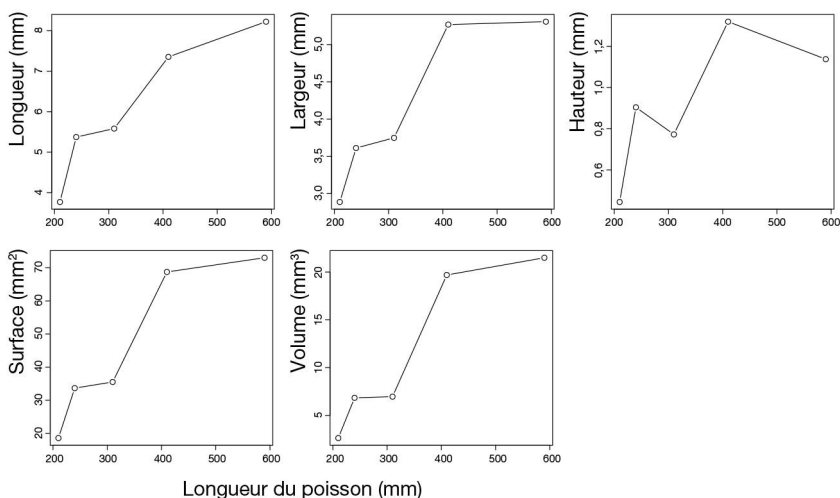 Longueur (mm)
8
7
6
5
4
200 300 400 500 600
Largeur (mm)
5,0
4,5
4,0
3,5
3,0
200 300 400 500 600
Hauteur (mm)
1,2
1,0
0,8
0,6
200 300 400 500 600
Surface (mm²)
70
60
50
40
30
20
200 300 400 500 600
Volume (mm³)
20
15
10
5
200 300 400 500 600
Longueur du poisson (mm)